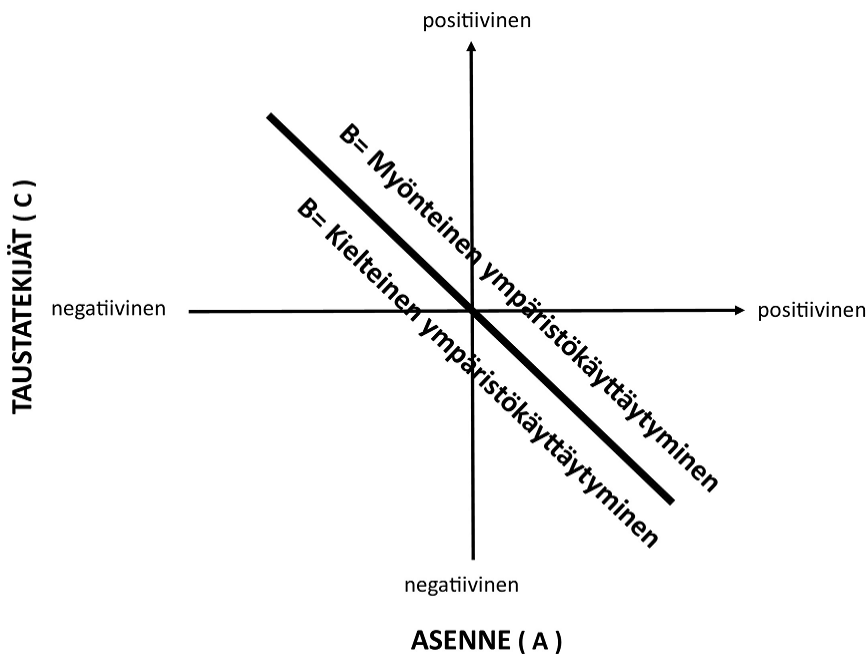 positiivinen
B= Myönteinen ympäristökäyttäytyminen
B= Kielteinen ympäristökäyttäytyminen
TAUSTATEKIJÄT ( C )
negatiivinen
positiivinen
negatiivinen
ASENNE ( A )